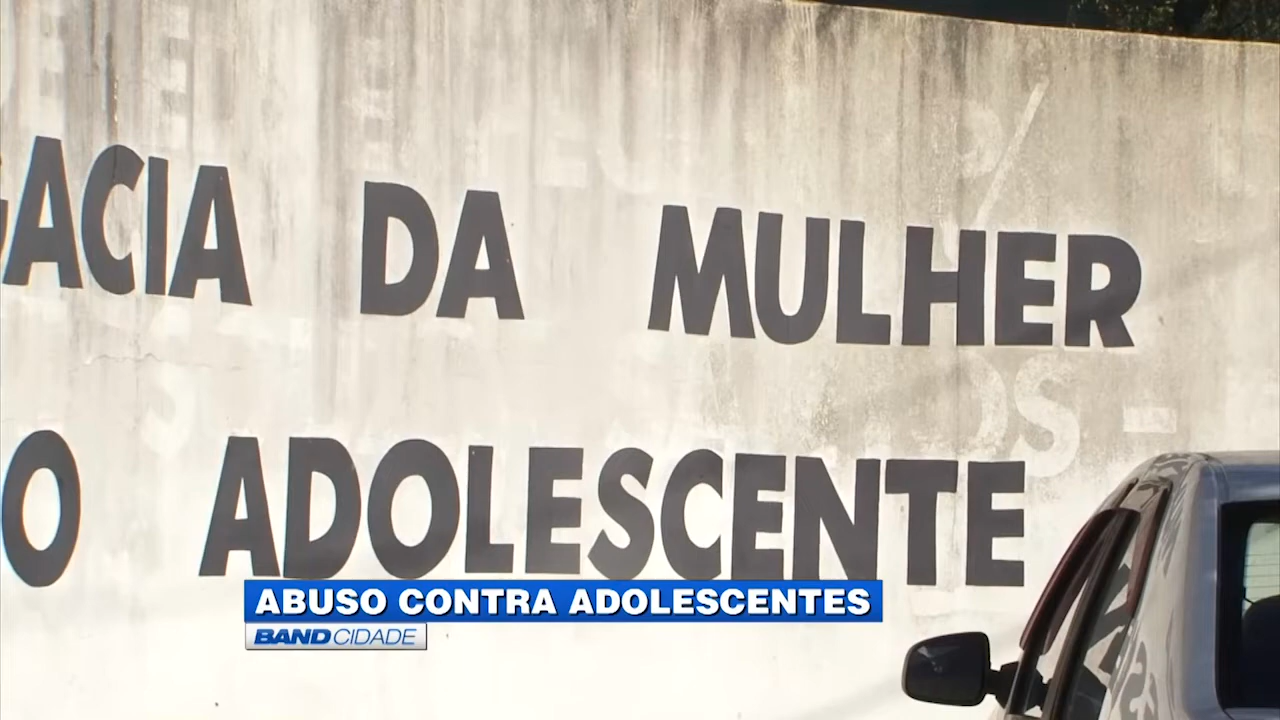 GACIA DA MULHER
O ADOLESCENTE
ABUSO CONTRA ADOLESCENTES
BAND CIDADE